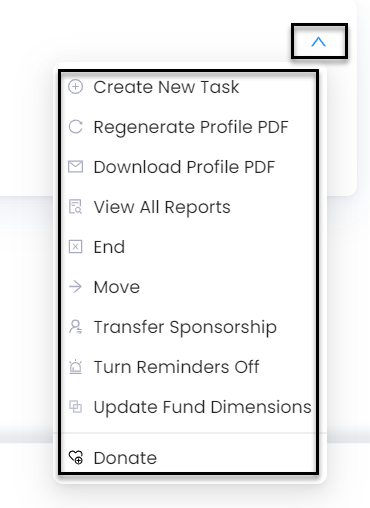 Create New Task
Regenerate Profile PDF
Download Profile PDF
View All Reports
End
Move
Transfer Sponsorship
Turn Reminders Off
Update Fund Dimensions
Donate